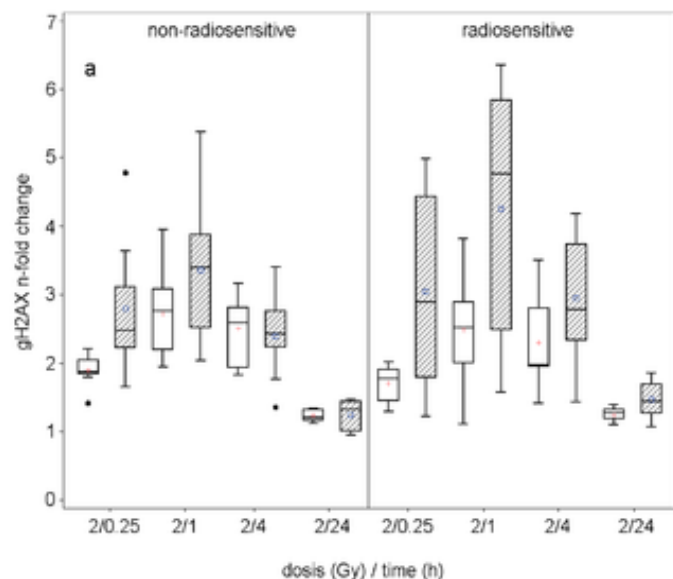 non-radiosensitive radiosensitive
a
7
6
5
4
3
2
1
0
gH2AX n-fold change
2/0.25 2/1 2/4 2/24 2/0.25 2/1 2/4 2/24
dosis (Gy) / time (h)